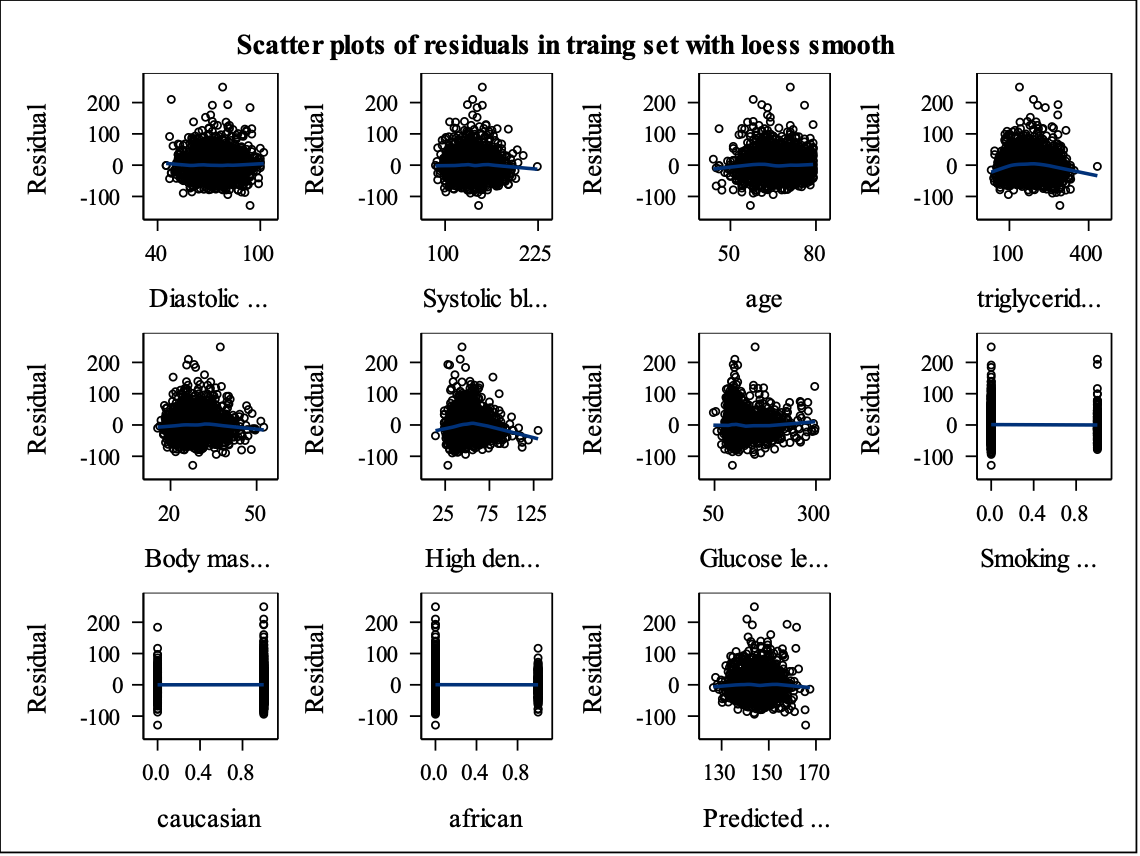 Scatter plots of residuals in traing set with loess smooth
Residual 200 100 0 -100 40 100 Diastolic ...
Residual 200 100 0 -100 100 225 Systolic bl...
Residual 200 100 0 -100 50 80 age
Residual 200 100 0 -100 100 400 triglycerid...
Residual 200 100 0 -100 20 50 Body mas...
Residual 200 100 0 -100 25 75 125 High den...
Residual 200 100 0 -100 50 300 Glucose le...
Residual 200 100 0 -100 0.0 0.4 0.8 Smoking ...
Residual 200 100 0 -100 0.0 0.4 0.8 caucasian
Residual 200 100 0 -100 0.0 0.4 0.8 african
Residual 200 100 0 -100 130 150 170 Predicted ...